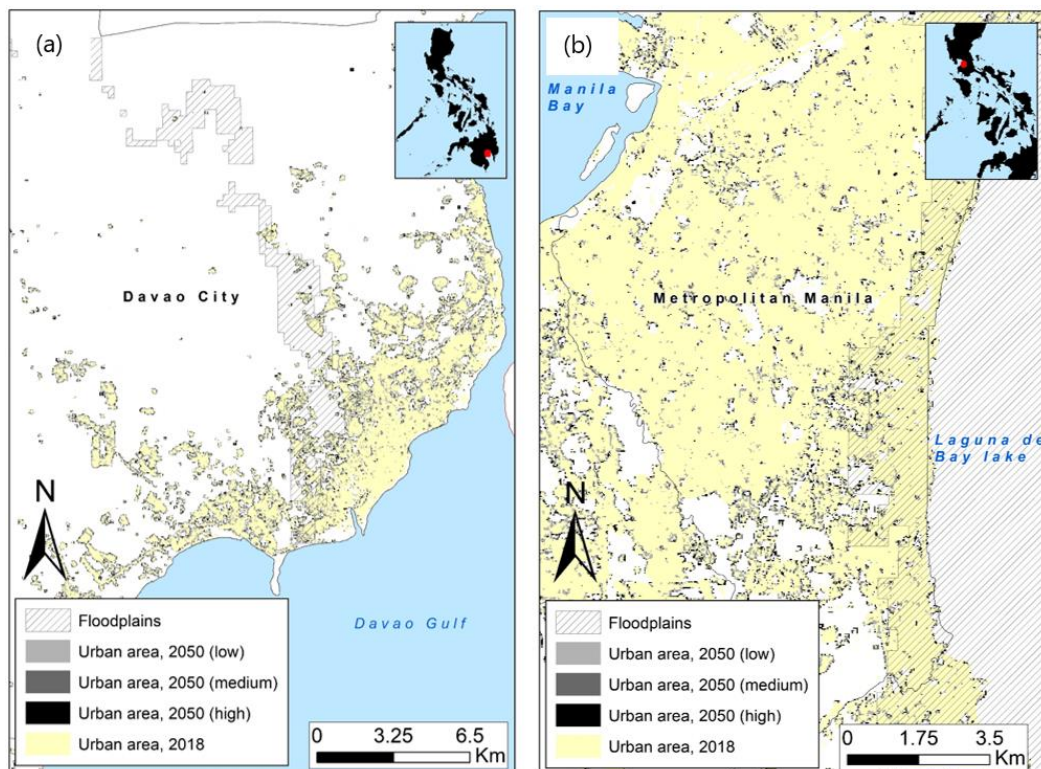 (a)
Davao City
N
Davao Gulf
Floodplains
Urban area, 2050 (low)
Urban area, 2050 (medium)
Urban area, 2050 (high)
Urban area, 2018
0 3.25 6.5
Km
(b)
Manila
Bay
Metropolitan Manila
Laguna de
Bay lake
N
Floodplains
Urban area, 2050 (low)
Urban area, 2050 (medium)
Urban area, 2050 (high)
Urban area, 2018
0 1.75 3.5
Km